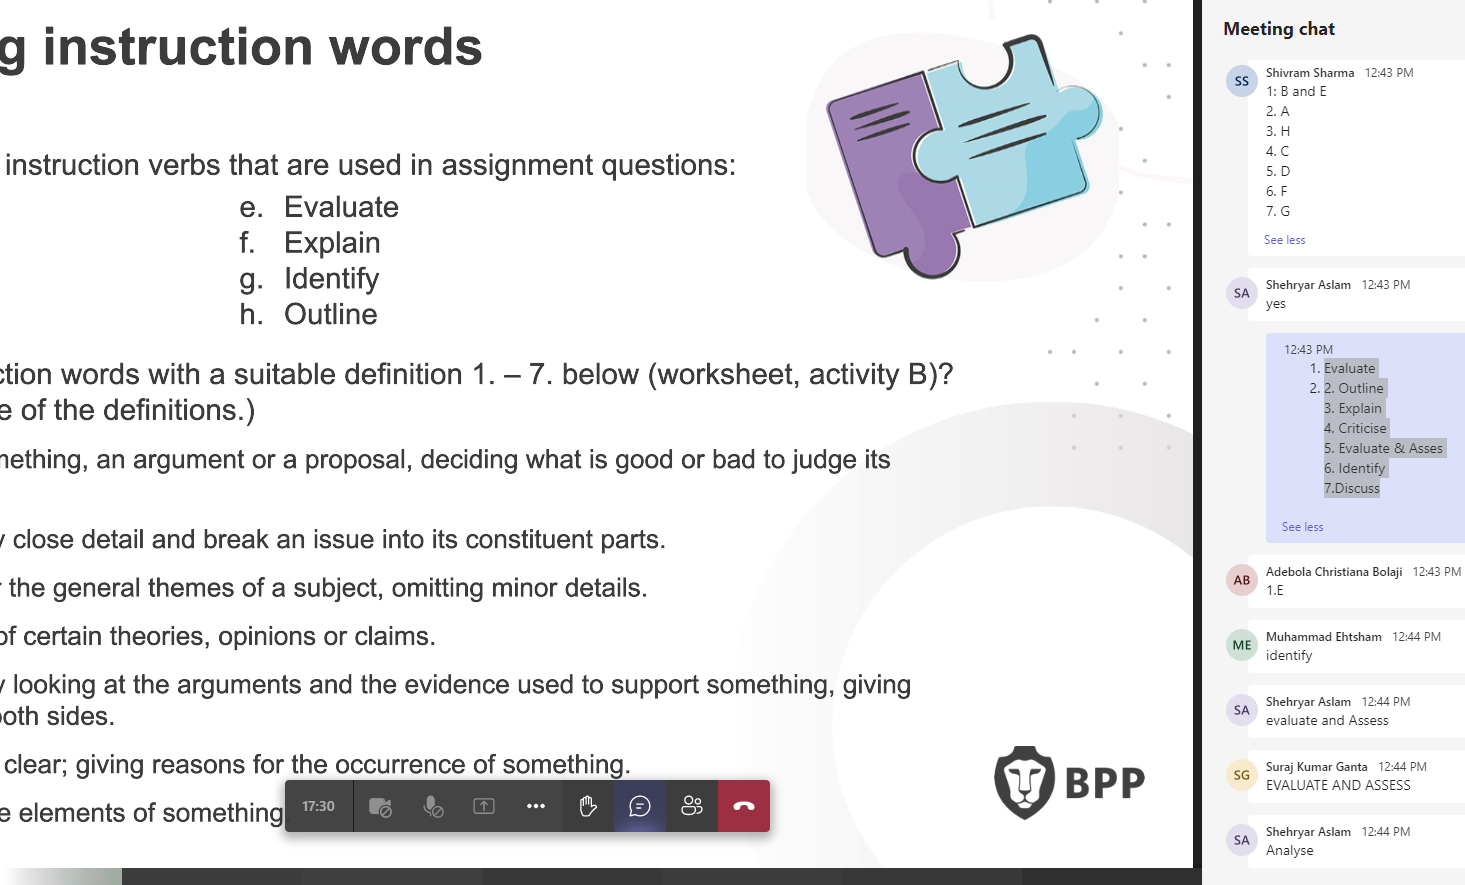 g instruction words
instruction verbs that are used in assignment questions:
e. Evaluate
f. Explain
g. Identify
h. Outline
ction words with a suitable definition 1. – 7. below (worksheet, activity B)?
e of the definitions.)
mething, an argument or a proposal, deciding what is good or bad to judge its
y close detail and break an issue into its constituent parts.
r the general themes of a subject, omitting minor details.
of certain theories, opinions or claims.
y looking at the arguments and the evidence used to support something, giving
both sides.
clear; giving reasons for the occurrence of something.
e elements of something
17:30
BPP
Meeting chat
SS
Shivram Sharma 12:43 PM
1: B and E
2. A
3. H
4. C
5. D
6. F
7. G
See less
SA
Shehryar Aslam 12:43 PM
yes
12:43 PM
1. Evaluate
2. 2. Outline
3. Explain
4. Criticise
5. Evaluate & Asses
6. Identify
7.Discuss
See less
AB
Adebola Christiana Bolaji 12:43 PM
1.E
ME
Muhammad Ehtsham 12:44 PM
identify
SA
Shehryar Aslam 12:44 PM
evaluate and Assess
SG
Suraj Kumar Ganta 12:44 PM
EVALUATE AND ASSESS
SA
Shehryar Aslam 12:44 PM
Analyse